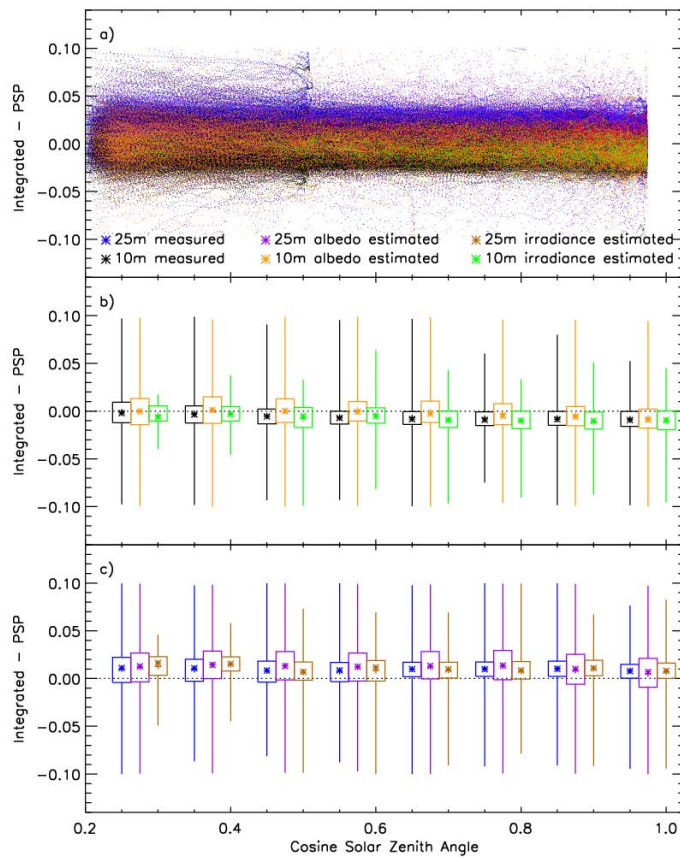 a)
0.10
0.05
0.00
−0.05
−0.10
Integrated − PSP
25m measured 25m albedo estimated 25m irradiance estimated
10m measured 10m albedo estimated 10m irradiance estimated
b)
0.10
0.05
0.00
−0.05
−0.10
Integrated − PSP
c)
0.10
0.05
0.00
−0.05
−0.10
Integrated − PSP
0.2 0.4 0.6 0.8 1.0
Cosine Solar Zenith Angle